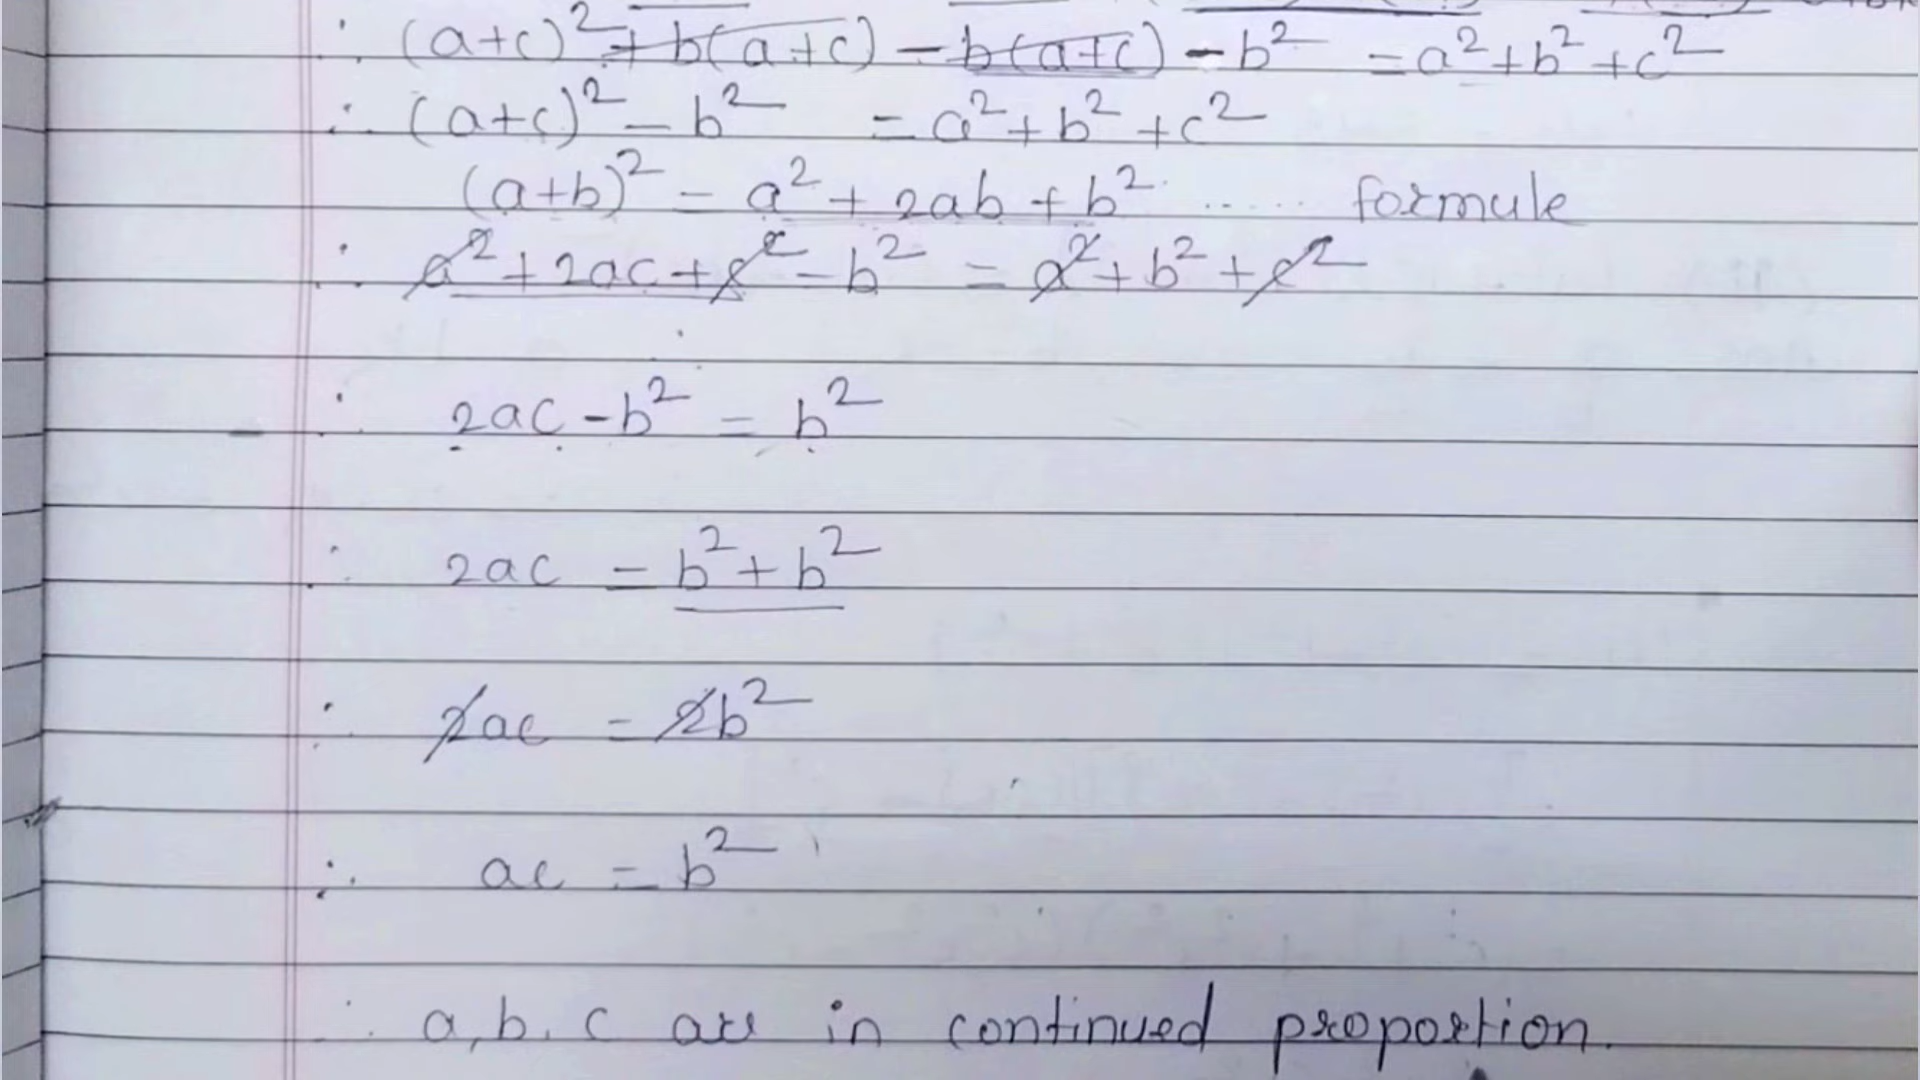 ∴ (a+c)² + b(a+c) - b(a+c) - b² = a²+b²+c²
∴ (a+c)² - b² = a²+b²+c²
(a+b)² = a² + 2ab + b² ...... formule
∴ a² + 2ac + c² - b² = a² + b² + c²
∴ 2ac - b² = b²
∴ 2ac = b² + b²
∴ 2ac = 2b²
∴ ac = b²
∴ a, b, c are in continued proportion.